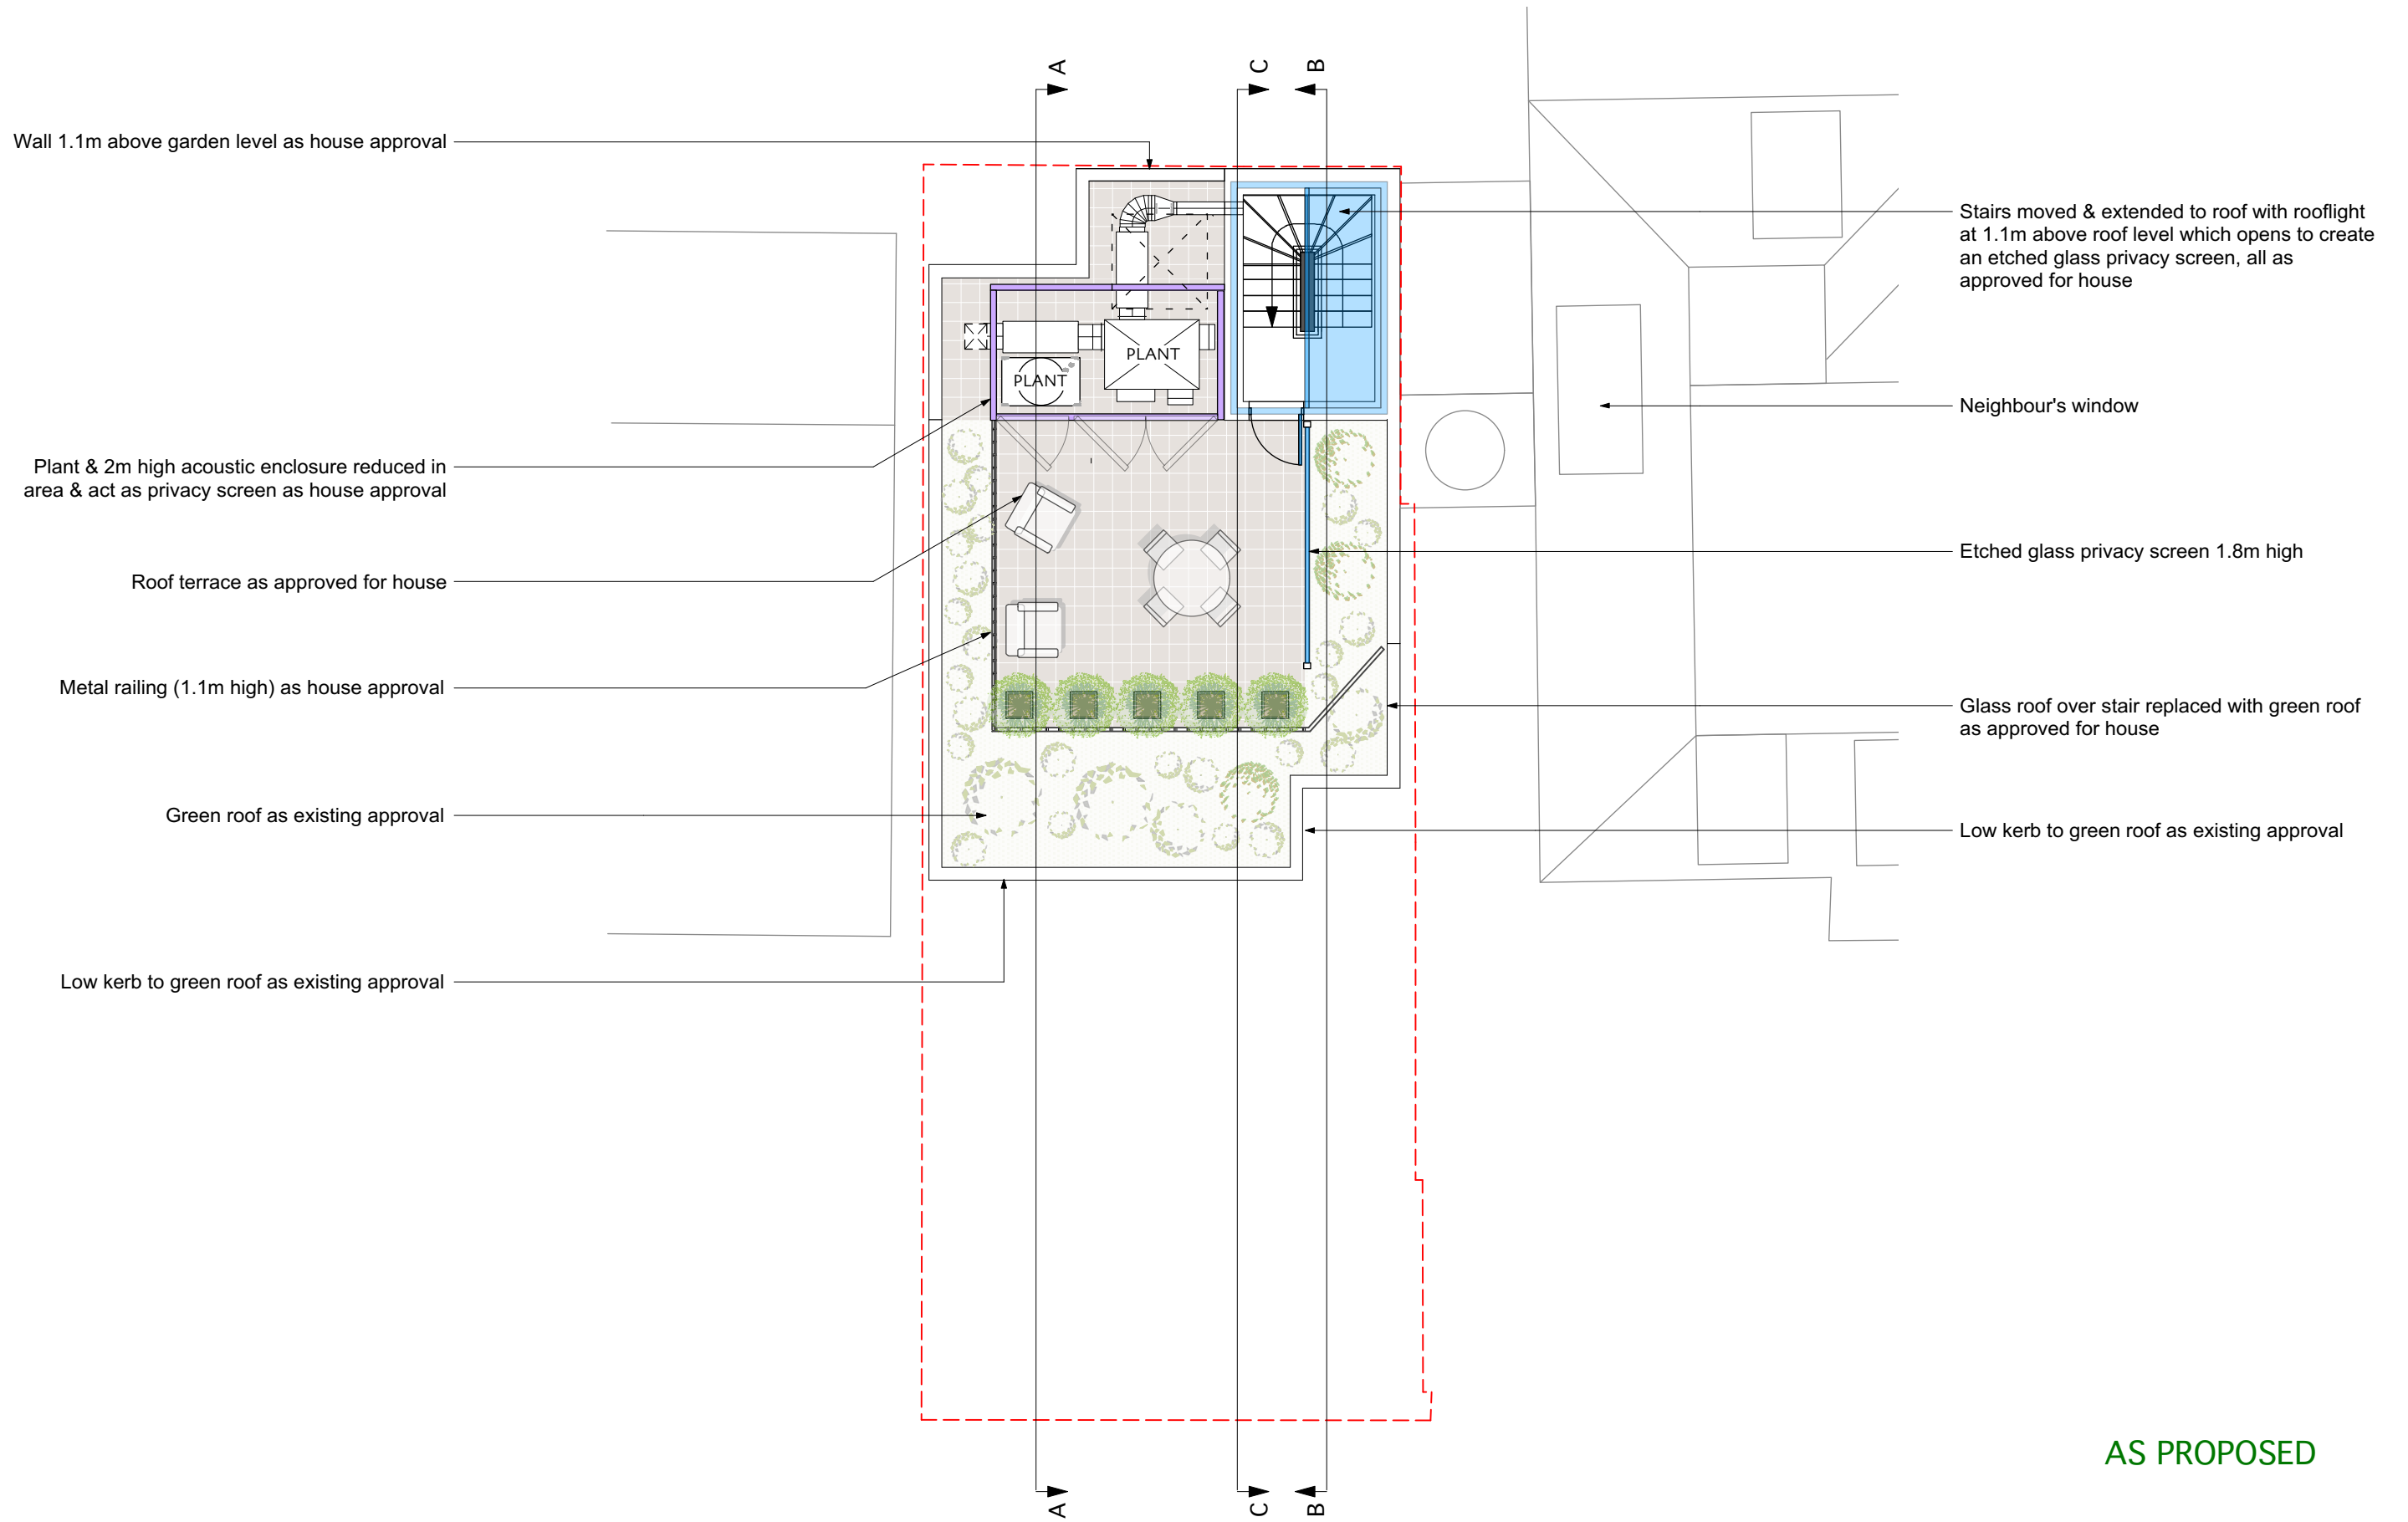 A
C
B
Wall 1.1m above garden level as house approval
Stairs moved & extended to roof with rooflight
at 1.1m above roof level which opens to create
an etched glass privacy screen, all as
approved for house
PLANT
PLANT
Neighbour's window
Plant & 2m high acoustic enclosure reduced in
area & act as privacy screen as house approval
Etched glass privacy screen 1.8m high
Roof terrace as approved for house
Metal railing (1.1m high) as house approval
Glass roof over stair replaced with green roof
as approved for house
Green roof as existing approval
Low kerb to green roof as existing approval
Low kerb to green roof as existing approval
AS PROPOSED
A
C
B